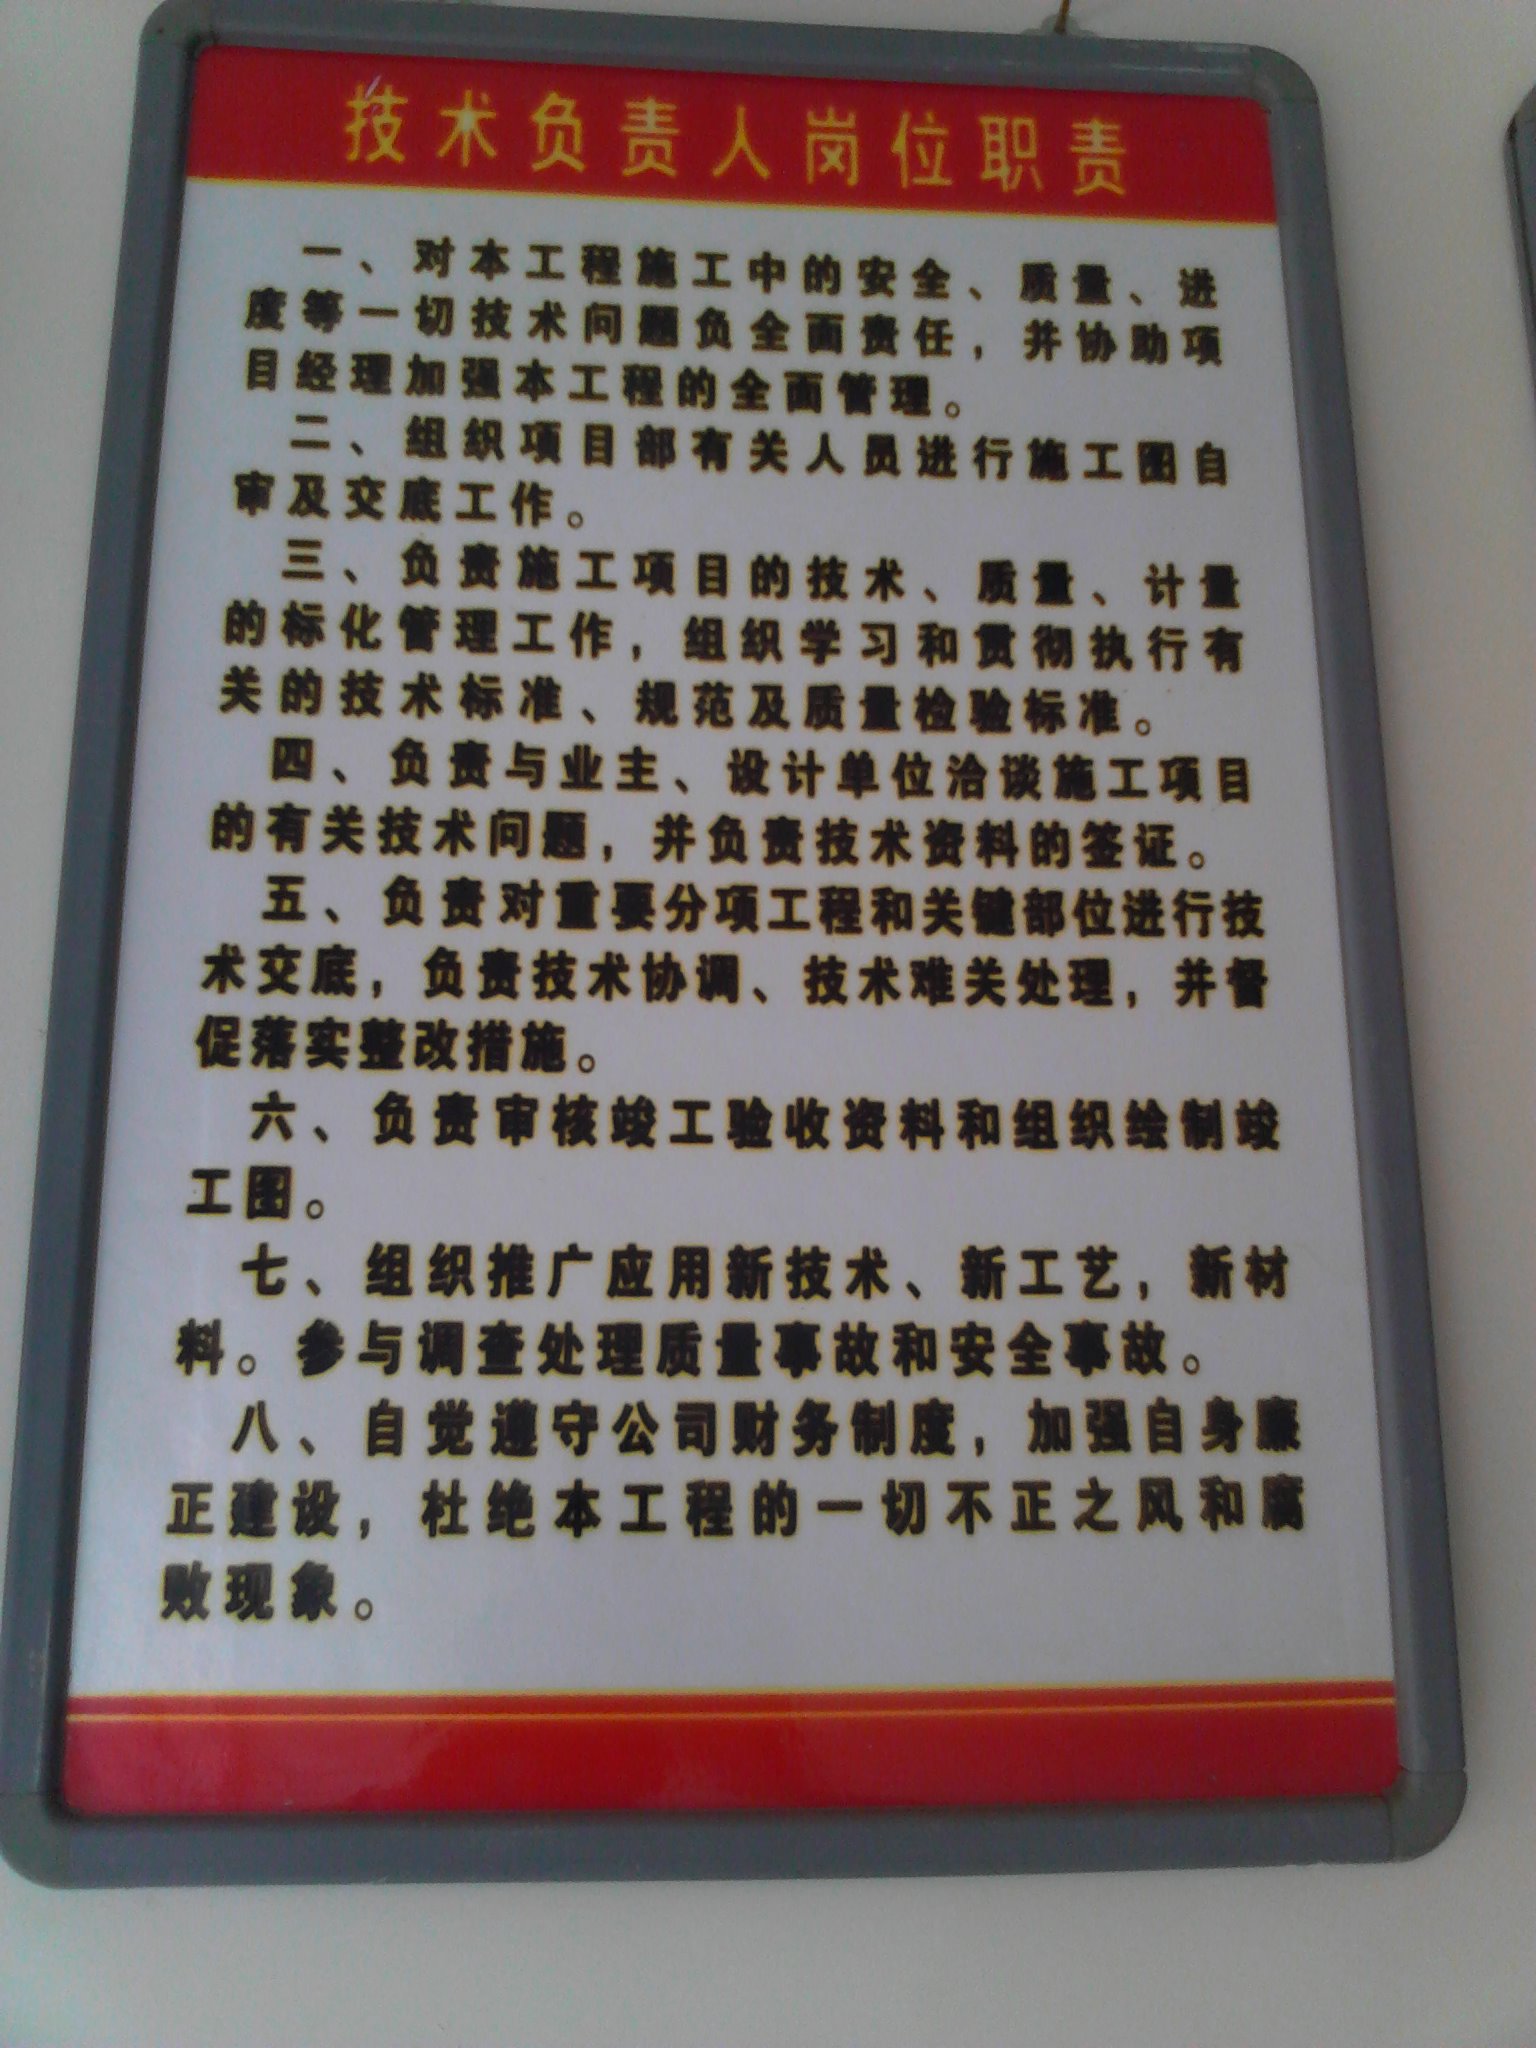 技术负责人岗位职责
一、对本工程施工中的安全、质量、进
度等一切技术问题负全面责任，并协助项
目经理加强本工程的全面管理。
二、组织项目部有关人员进行施工图自
审及交底工作。
三、负责施工项目的技术、质量、计量
的标化管理工作，组织学习和贯彻执行有
关的技术标准、规范及质量检验标准。
四、负责与业主、设计单位洽谈施工项目
的有关技术问题，并负责技术资料的签证。
五、负责对重要分项工程和关键部位进行技
术交底，负责技术协调、技术难关处理，并督
促落实整改措施。
六、负责审核竣工验收资料和组织绘制竣
工图。
七、组织推广应用新技术、新工艺，新材
料。参与调查处理质量事故和安全事故。
八、自觉遵守公司财务制度，加强自身廉
正建设，杜绝本工程的一切不正之风和腐
败现象。